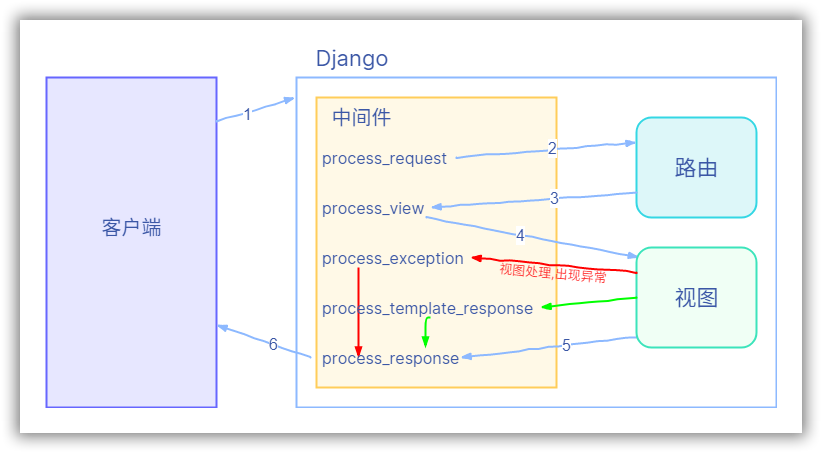 Django
1
中间件
process_request
2
路由
process_view
3
客户端
4
process_exception
视图处理,出现异常
视图
process_template_response
6
process_response
5